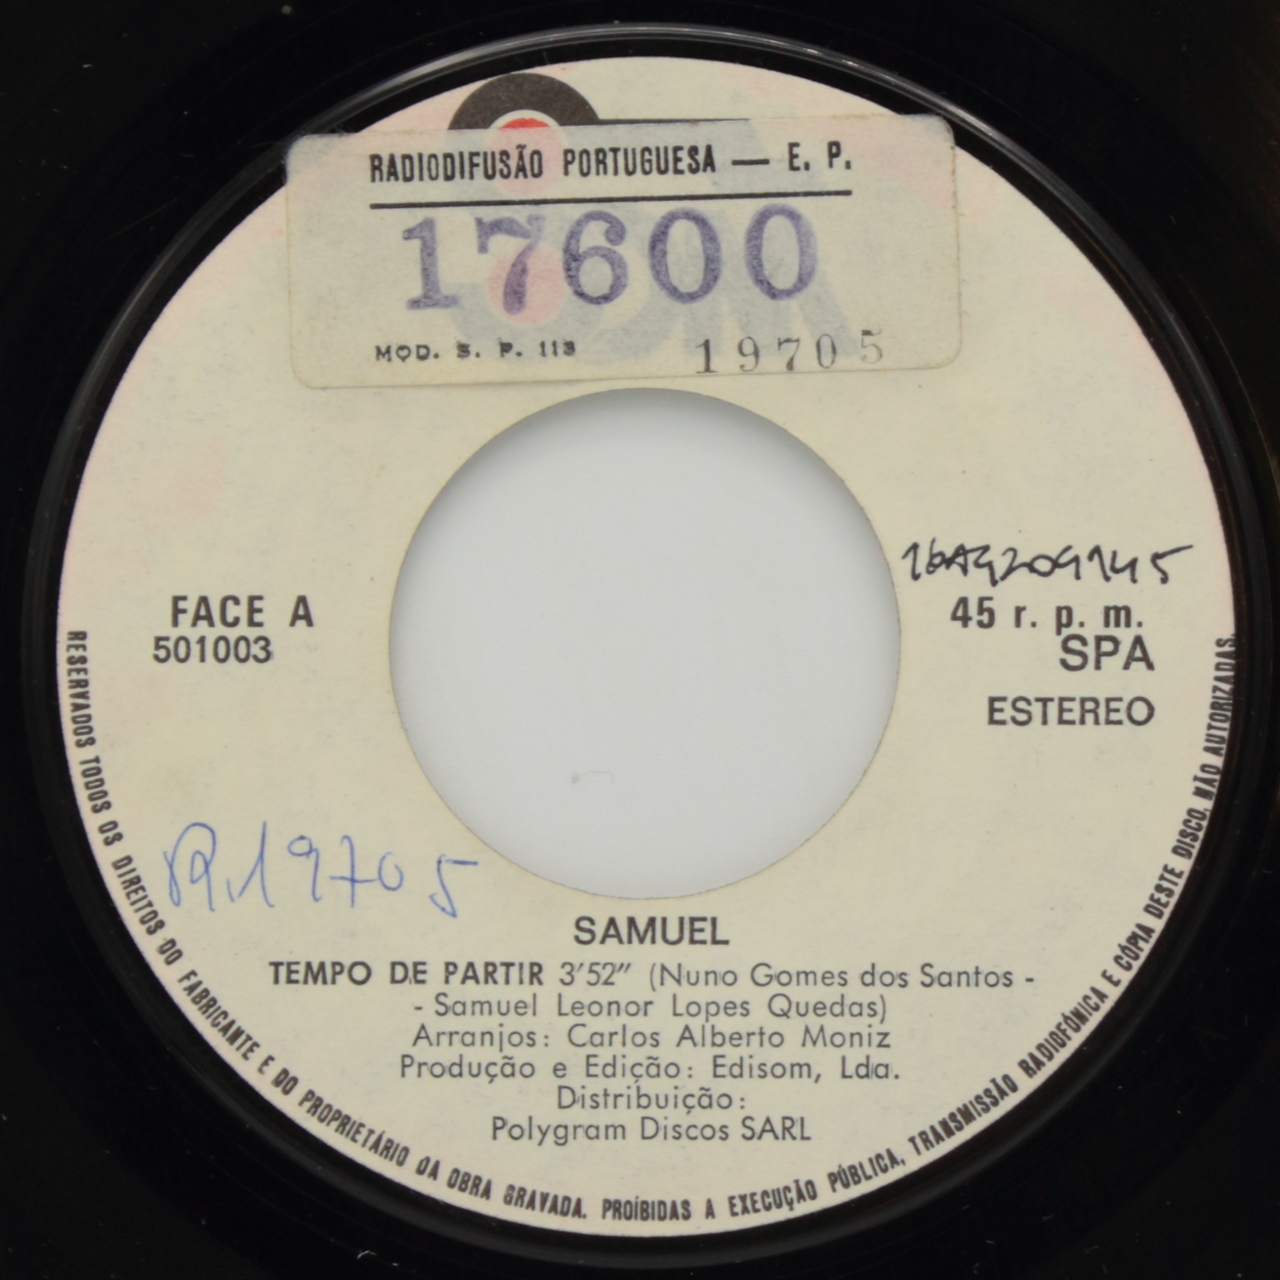 RADIODIFUSÃO PORTUGUESA — E. P.
17600
MOD. S. P. 113 19705
FACE A
501003
45 r. p. m.
SPA
ESTEREO
R.19705
SAMUEL
TEMPO DE PARTIR 3'52" (Nuno Gomes dos Santos -
- Samuel Leonor Lopes Quedas)
Arranjos: Carlos Alberto Moniz
Produção e Edição: Edisom, Lda.
Distribuição:
Polygram Discos SARL
RESERVADOS TODOS OS DIREITOS DO FABRICANTE E DO PROPRIETÁRIO DA OBRA GRAVADA. PROÍBIDAS A EXECUÇÃO PÚBLICA, TRANSMISSÃO RADIOFÓNICA E CÓPIA DESTE DISCO, NÃO AUTORIZADAS.